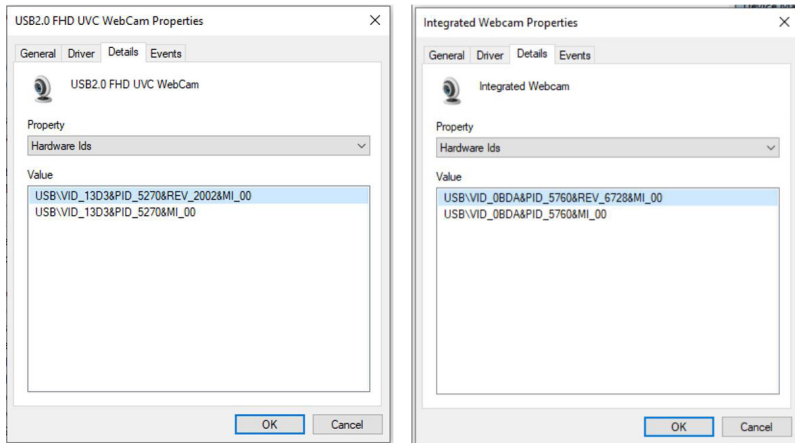 USB2.0 FHD UVC WebCam Properties
General Driver Details Events
USB2.0 FHD UVC WebCam
Property
Hardware Ids
Value
USB\VID_13D3&PID_5270&REV_2002&MI_00
USB\VID_13D3&PID_5270&MI_00
OK Cancel
Integrated Webcam Properties
General Driver Details Events
Integrated Webcam
Property
Hardware Ids
Value
USB\VID_0BDA&PID_5760&REV_6728&MI_00
USB\VID_0BDA&PID_5760&MI_00
OK Cancel